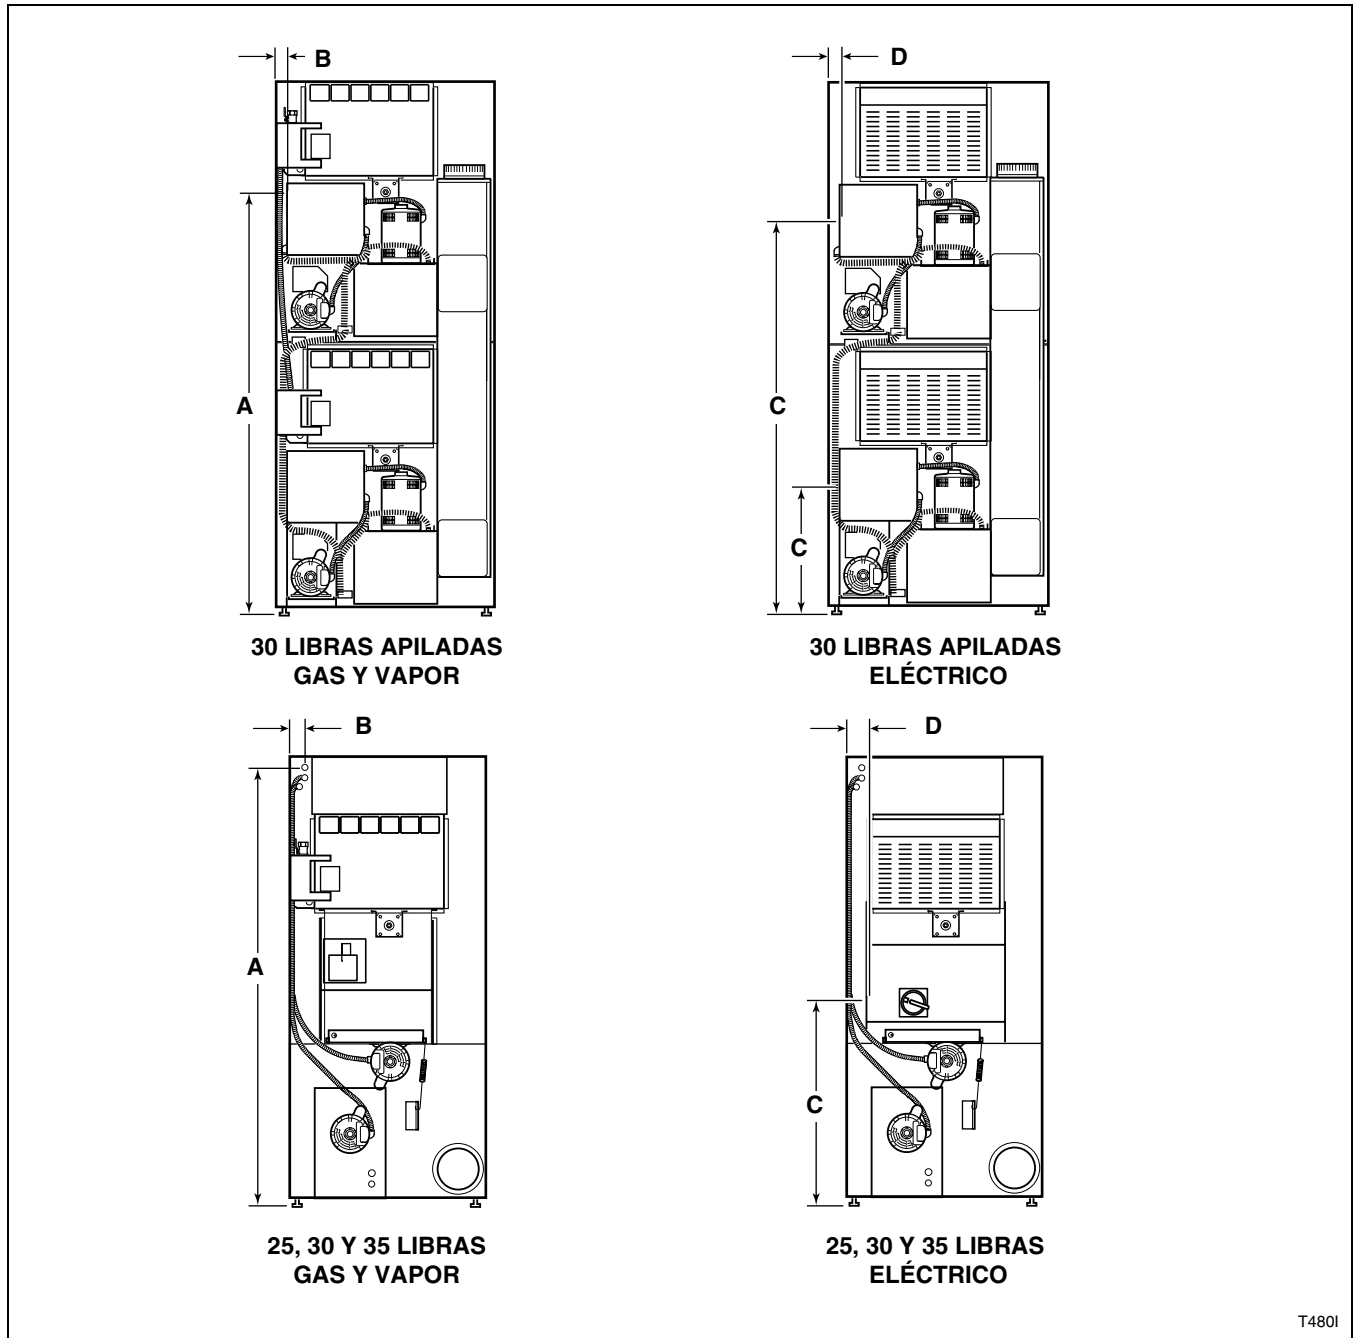 B
D
A
C
C
30 LIBRAS APILADAS
GAS Y VAPOR
30 LIBRAS APILADAS
ELÉCTRICO
B
D
A
C
25, 30 Y 35 LIBRAS
GAS Y VAPOR
25, 30 Y 35 LIBRAS
ELÉCTRICO
T480I